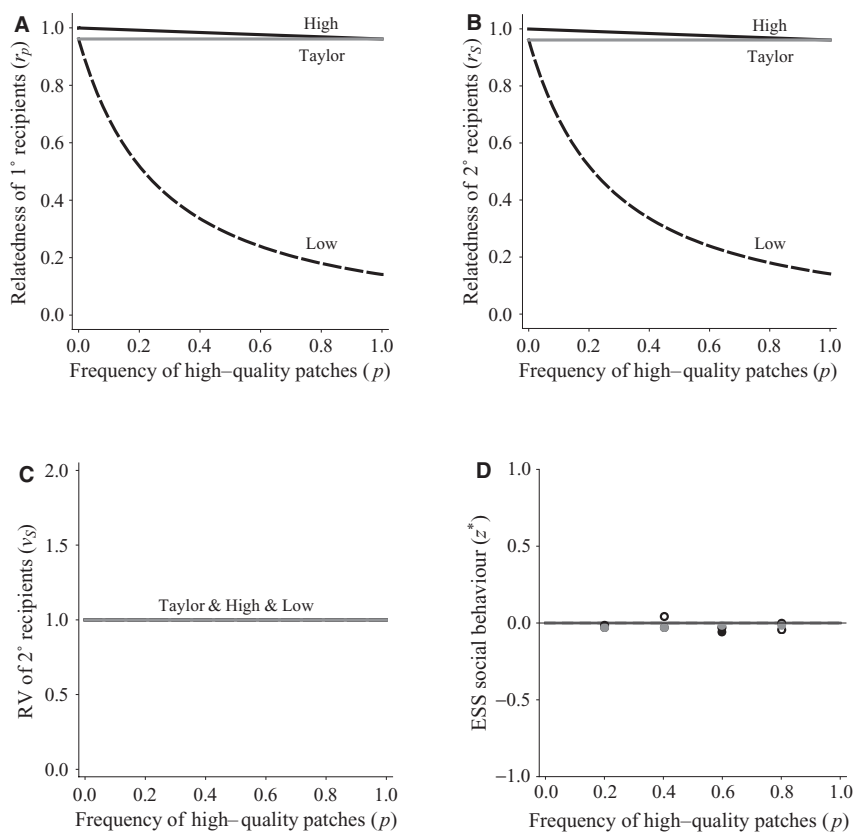 A
1.0
0.8
0.6
0.4
0.2
0.0
High
Taylor
Low
0.0 0.2 0.4 0.6 0.8 1.0
Relatedness of 1° recipients (rp)
Frequency of high–quality patches (p)
B
1.0
0.8
0.6
0.4
0.2
0.0
High
Taylor
Low
0.0 0.2 0.4 0.6 0.8 1.0
Relatedness of 2° recipients (rS)
Frequency of high–quality patches (p)
C
2.0
1.5
1.0
0.5
0.0
Taylor & High & Low
0.0 0.2 0.4 0.6 0.8 1.0
RV of 2° recipients (vS)
Frequency of high–quality patches (p)
D
1.0
0.5
0.0
−0.5
−1.0
0.0 0.2 0.4 0.6 0.8 1.0
ESS social behaviour (z*)
Frequency of high–quality patches (p)